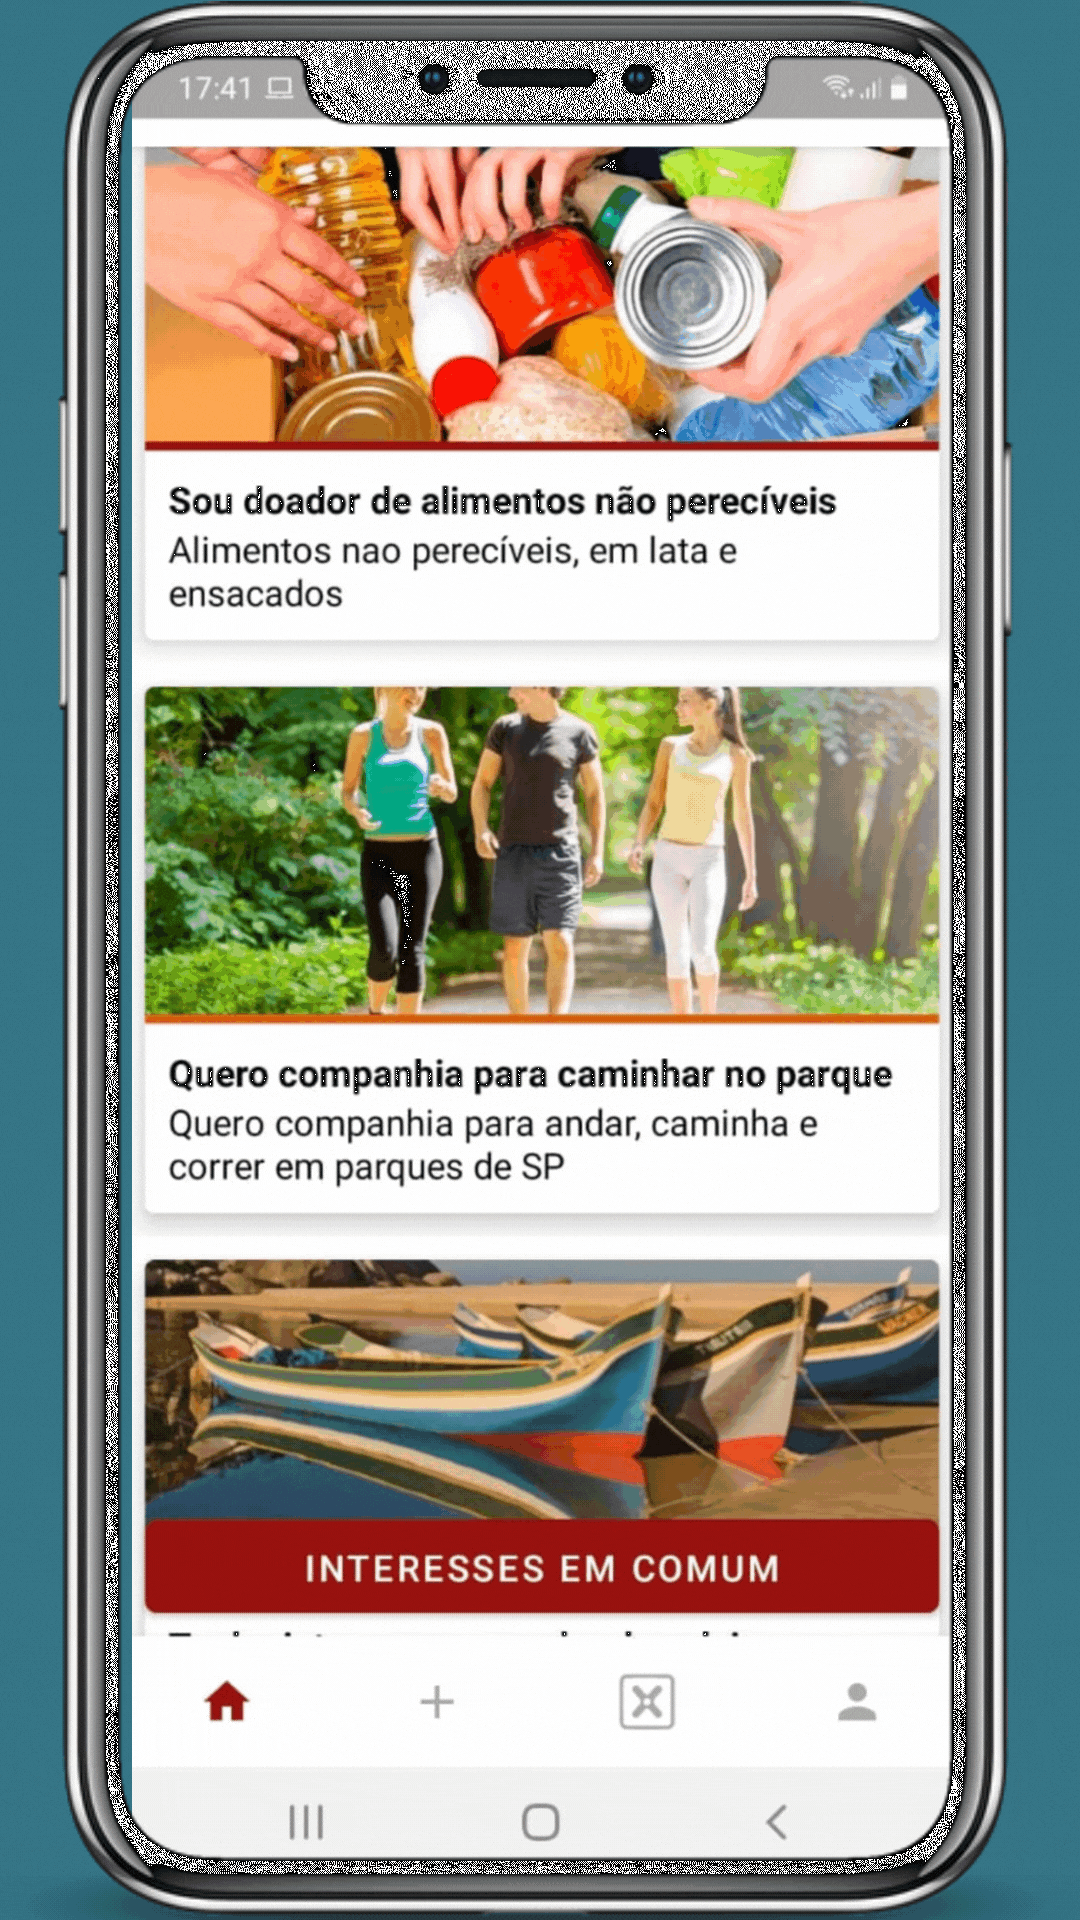 17:41
Sou doador de alimentos não perecíveis
Alimentos nao perecíveis, em lata e
ensacados
Quero companhia para caminhar no parque
Quero companhia para andar, caminha e
correr em parques de SP
INTERESSES EM COMUM